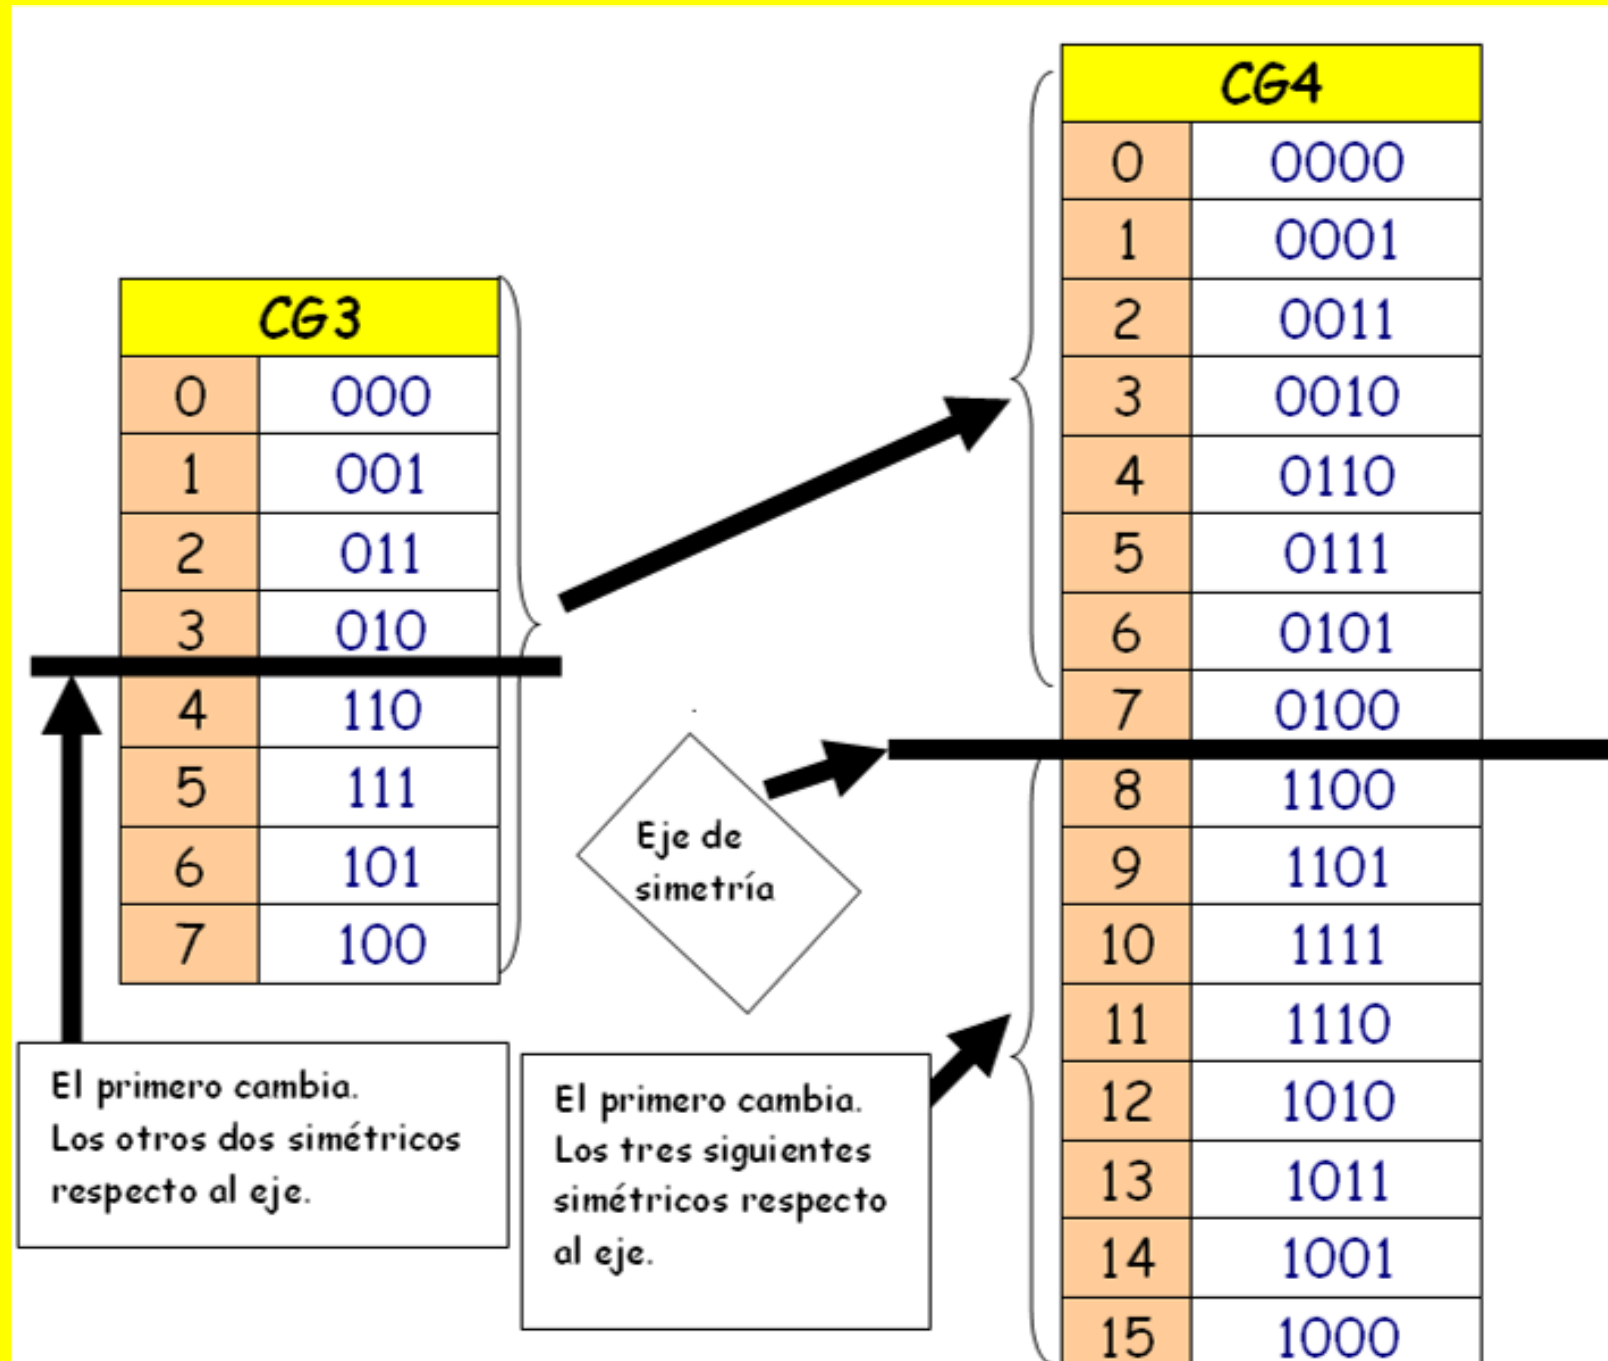 CG3
0 000
1 001
2 011
3 010
4 110
5 111
6 101
7 100
El primero cambia.
Los otros dos simétricos
respecto al eje.
Eje de
simetría
El primero cambia.
Los tres siguientes
simétricos respecto
al eje.
CG4
0 0000
1 0001
2 0011
3 0010
4 0110
5 0111
6 0101
7 0100
8 1100
9 1101
10 1111
11 1110
12 1010
13 1011
14 1001
15 1000